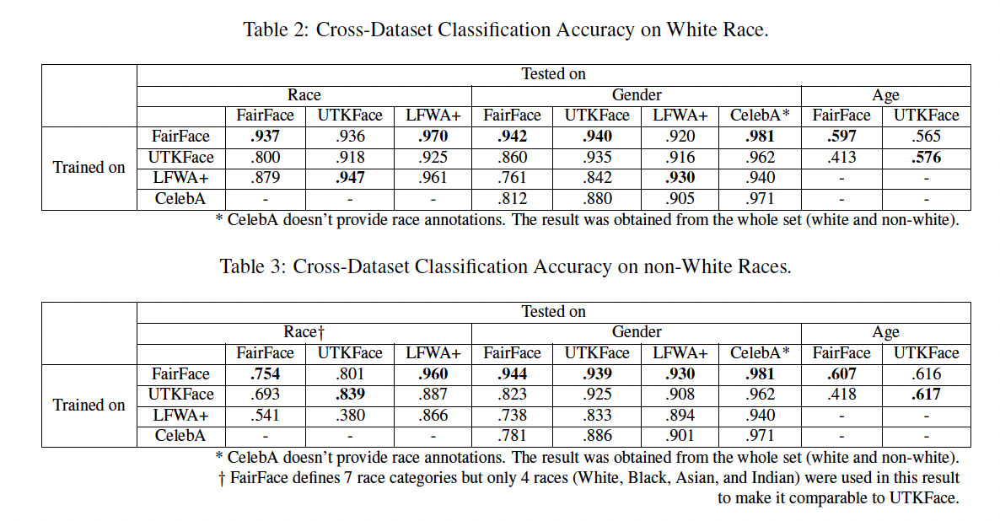 Table 2: Cross-Dataset Classification Accuracy on White Race.
Tested on
Race Gender Age
FairFace UTKFace LFWA+ FairFace UTKFace LFWA+ CelebA* FairFace UTKFace
Trained on
FairFace .937 .936 .970 .942 .940 .920 .981 .597 .565
UTKFace .800 .918 .925 .860 .935 .916 .962 .413 .576
LFWA+ .879 .947 .961 .761 .842 .930 .940 - -
CelebA - - - .812 .880 .905 .971 - -
* CelebA doesn't provide race annotations. The result was obtained from the whole set (white and non-white).
Table 3: Cross-Dataset Classification Accuracy on non-White Races.
Tested on
Race† Gender Age
FairFace UTKFace LFWA+ FairFace UTKFace LFWA+ CelebA* FairFace UTKFace
Trained on
FairFace .754 .801 .960 .944 .939 .930 .981 .607 .616
UTKFace .693 .839 .887 .823 .925 .908 .962 .418 .617
LFWA+ .541 .380 .866 .738 .833 .894 .940 - -
CelebA - - - .781 .886 .901 .971 - -
* CelebA doesn't provide race annotations. The result was obtained from the whole set (white and non-white).
† FairFace defines 7 race categories but only 4 races (White, Black, Asian, and Indian) were used in this result
to make it comparable to UTKFace.